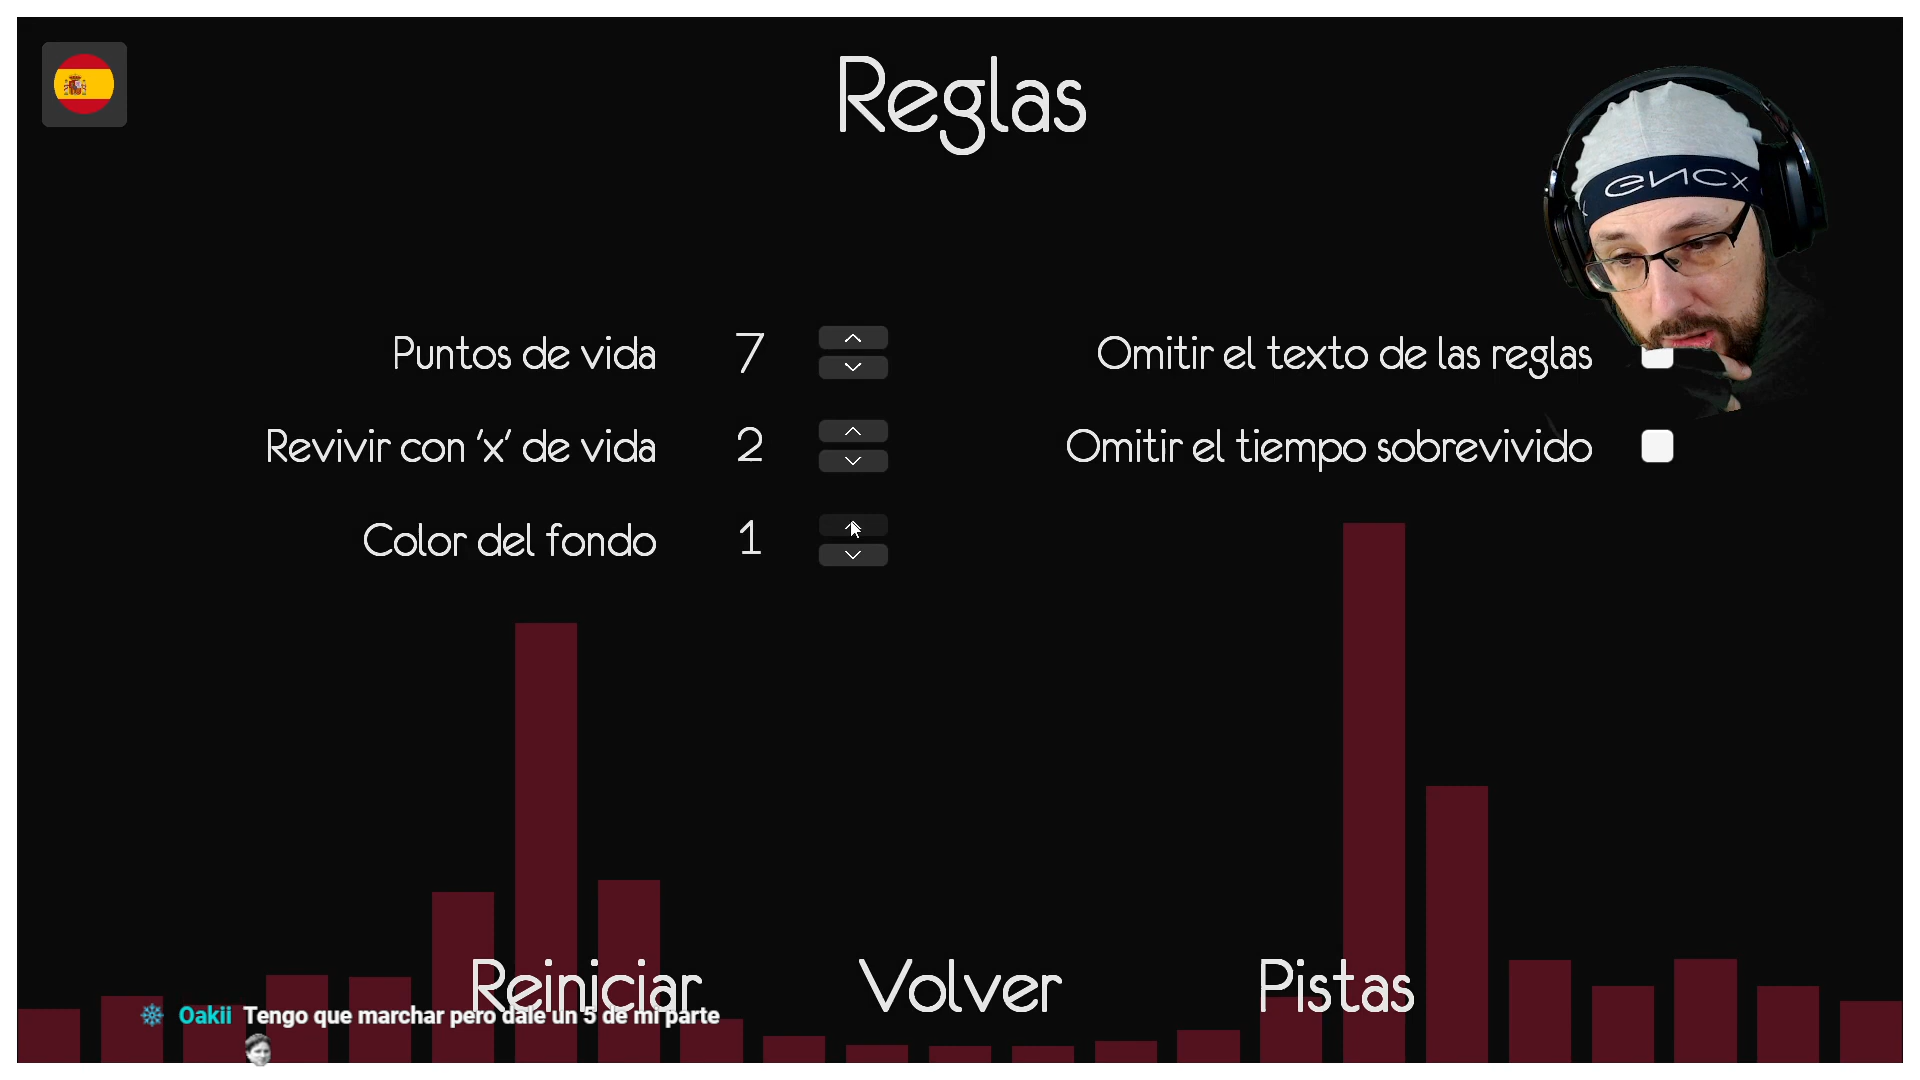 Reglas
encx
Puntos de vida 7
Omitir el texto de las reglas
Revivir con 'x' de vida 2
Omitir el tiempo sobrevivido
Color del fondo 1
Reiniciar
Volver
Pistas
Oakii Tengo que marchar pero dale un 5 de mi parte